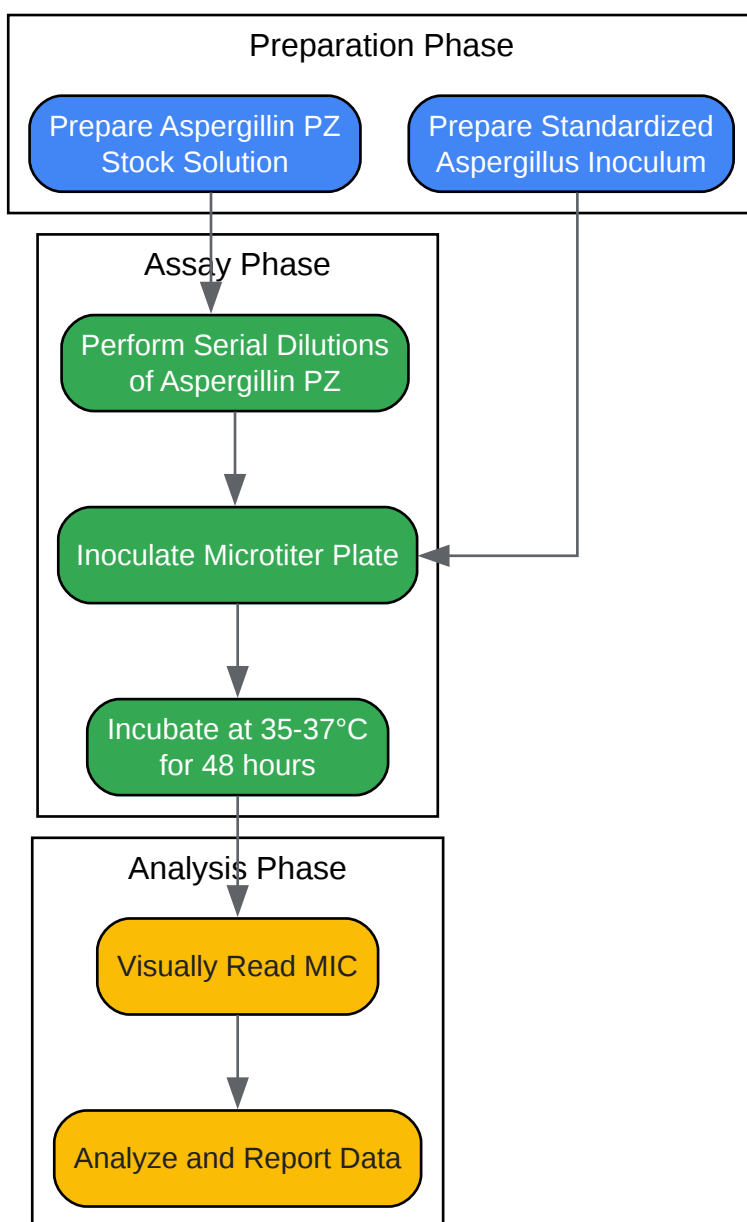 Preparation Phase
Prepare Aspergillin PZ
Stock Solution
Prepare Standardized
Aspergillus Inoculum
Assay Phase
Perform Serial Dilutions
of Aspergillin PZ
Inoculate Microtiter Plate
Incubate at 35-37°C
for 48 hours
Analysis Phase
Visually Read MIC
Analyze and Report Data